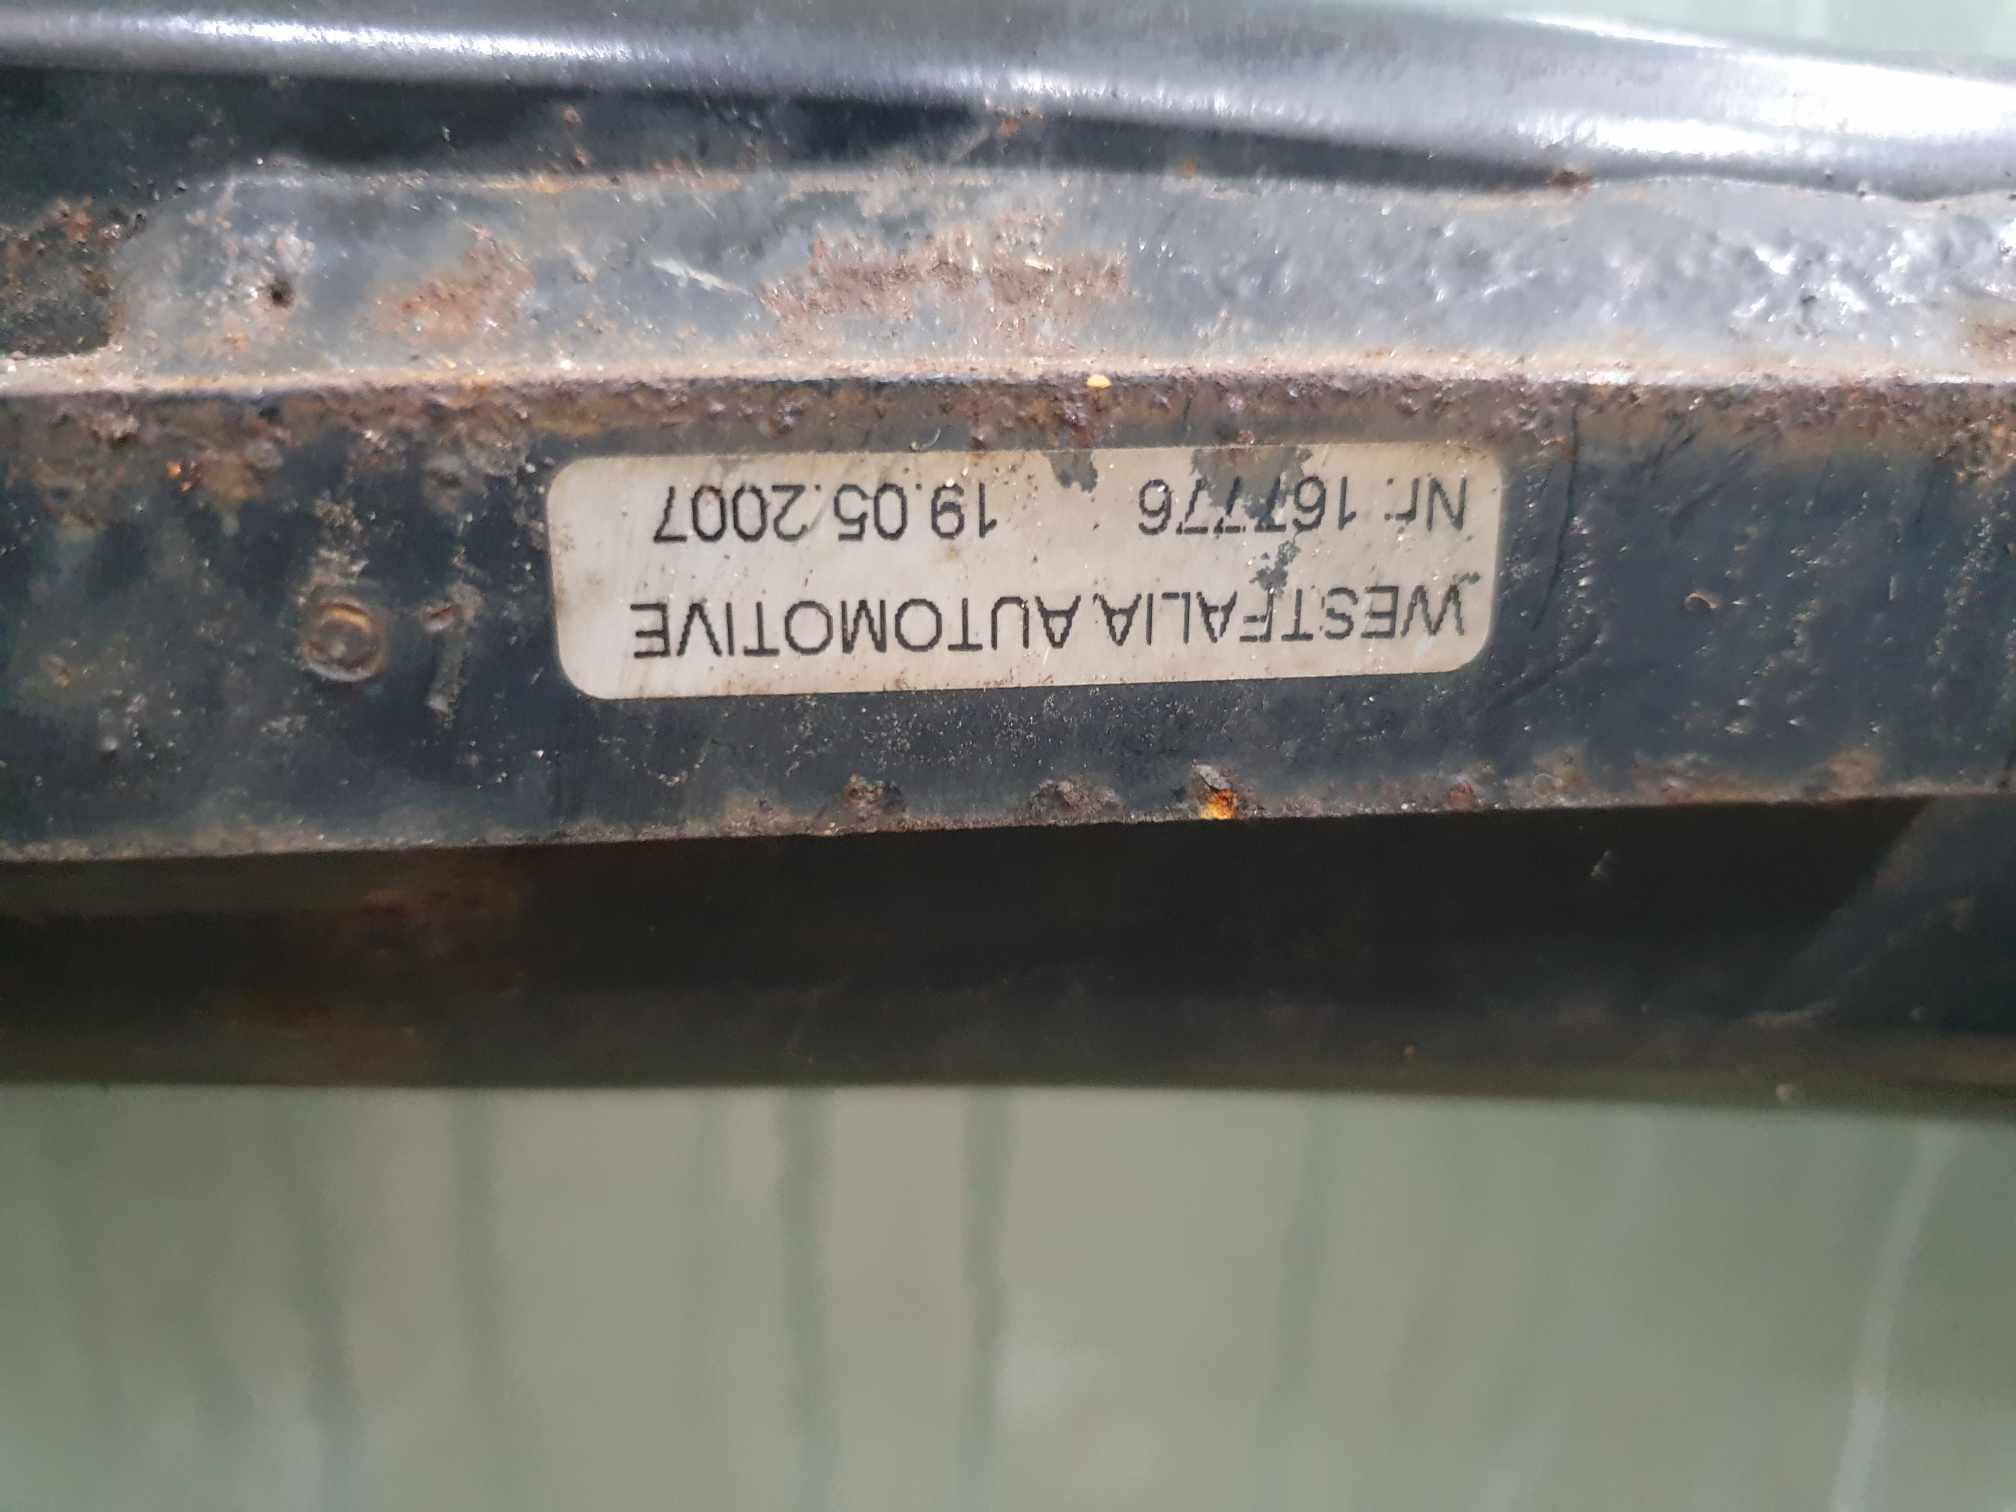 WESTFALIA AUTOMOTIVE
Nr. 167776 19.05.2007